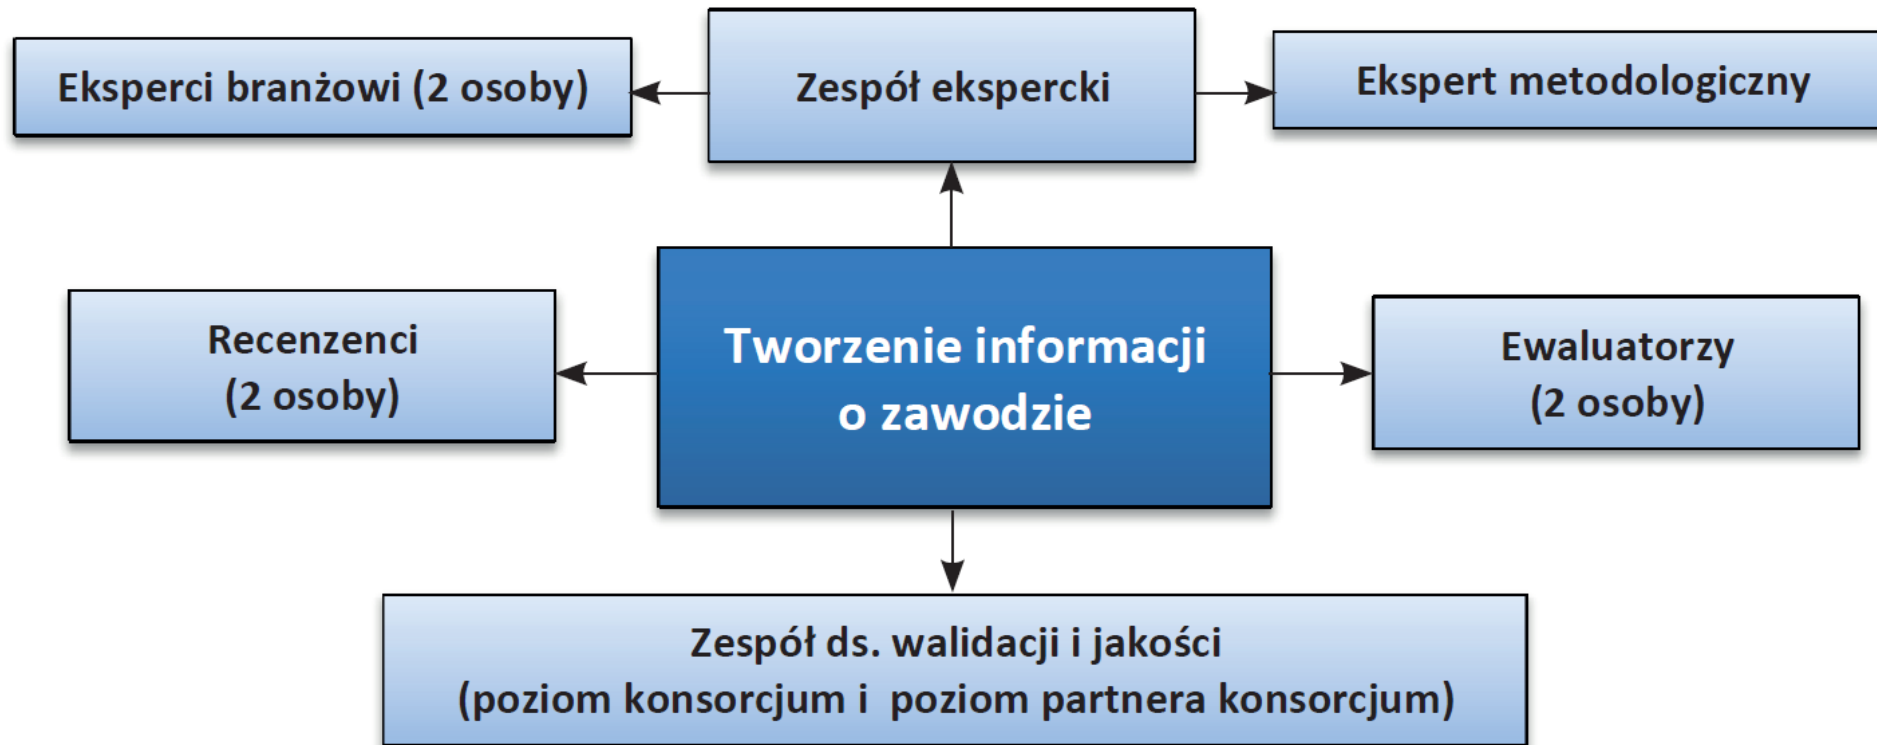 Eksperci branżowi (2 osoby)
Zespół ekspercki
Ekspert metodologiczny
Recenzenci
(2 osoby)
Tworzenie informacji
o zawodzie
Ewaluatorzy
(2 osoby)
Zespół ds. walidacji i jakości
(poziom konsorcjum i  poziom partnera konsorcjum)